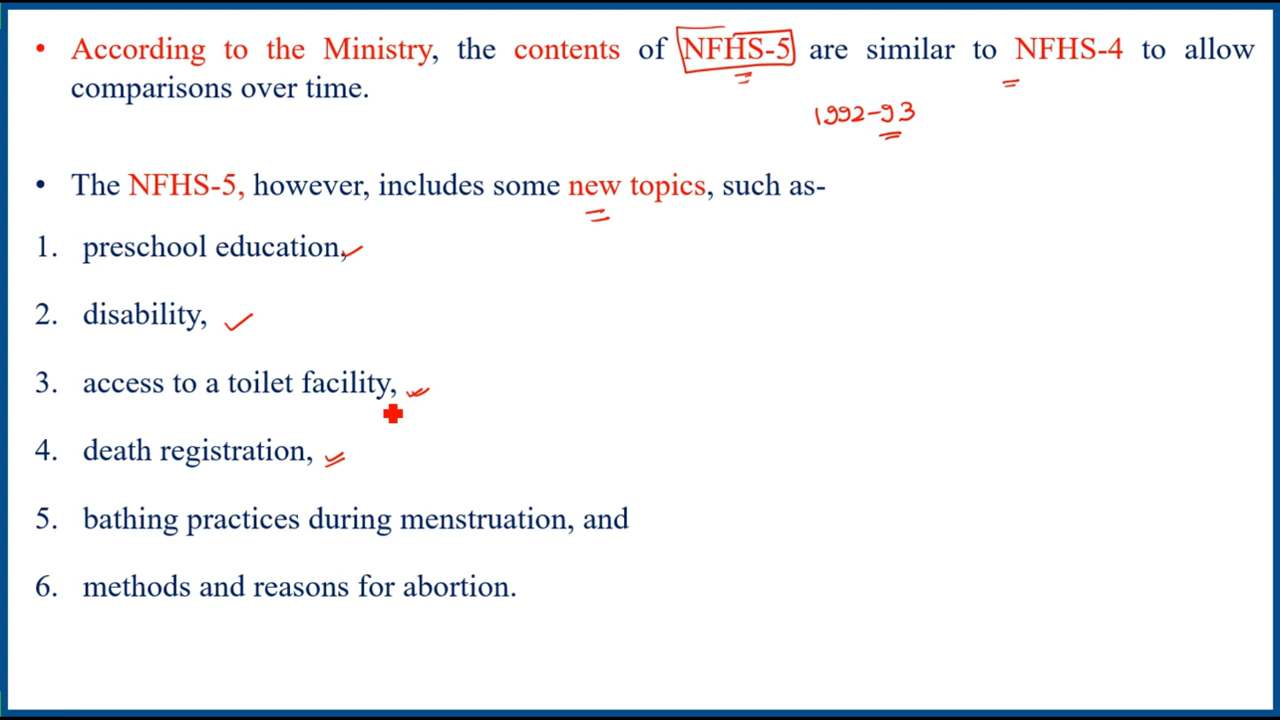 • According to the Ministry, the contents of NFHS-5 are similar to NFHS-4 to allow
comparisons over time.
1992-93
• The NFHS-5, however, includes some new topics, such as-
1. preschool education,
2. disability,
3. access to a toilet facility,
4. death registration,
5. bathing practices during menstruation, and
6. methods and reasons for abortion.